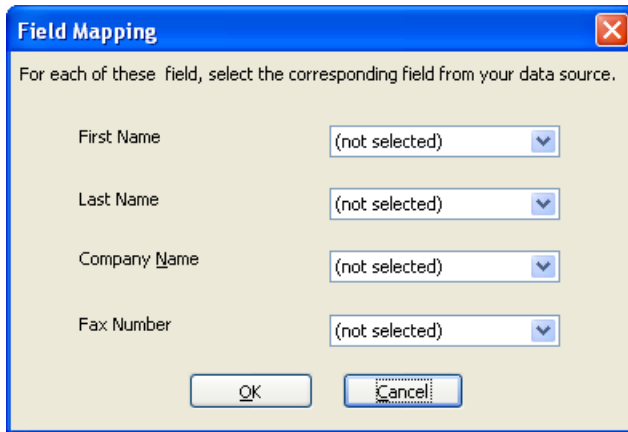 Field Mapping
For each of these field, select the corresponding field from your data source.
First Name (not selected)
Last Name (not selected)
Company Name (not selected)
Fax Number (not selected)
OK Cancel